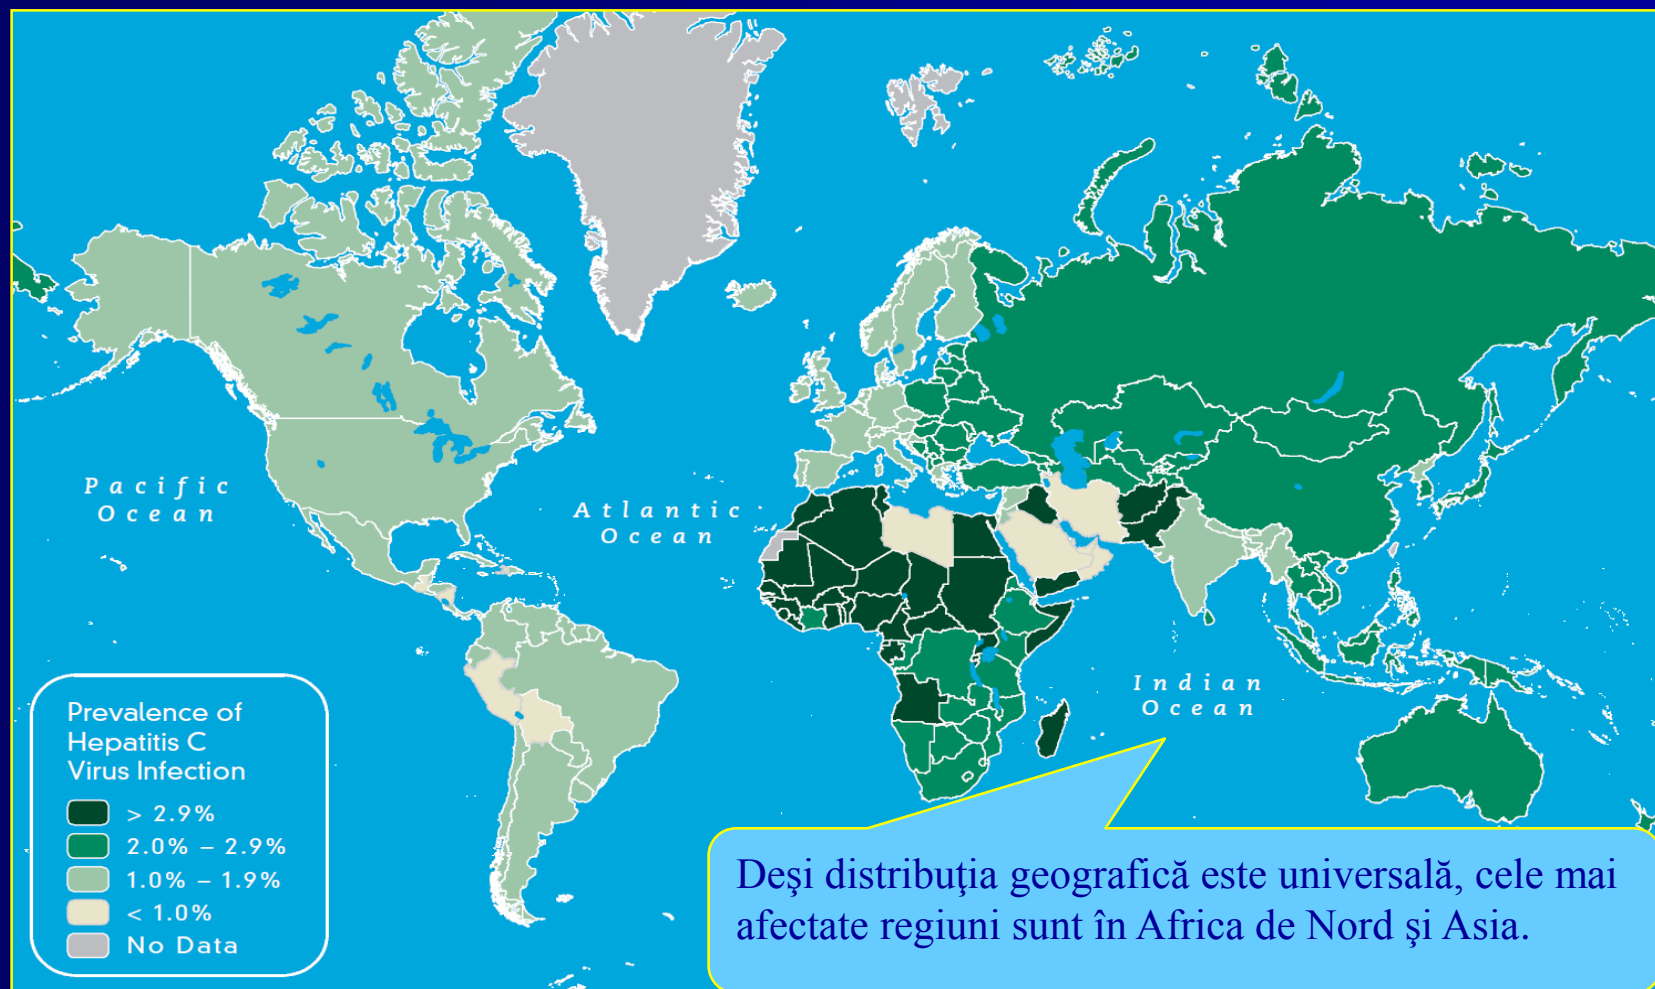 Pacific
Ocean
Atlantic
Ocean
Indian
Ocean
Prevalence of
Hepatitis C
Virus Infection
> 2.9%
2.0% – 2.9%
1.0% – 1.9%
< 1.0%
No Data
Deşi distribuţia geografică este universală, cele mai
afectate regiuni sunt în Africa de Nord şi Asia.